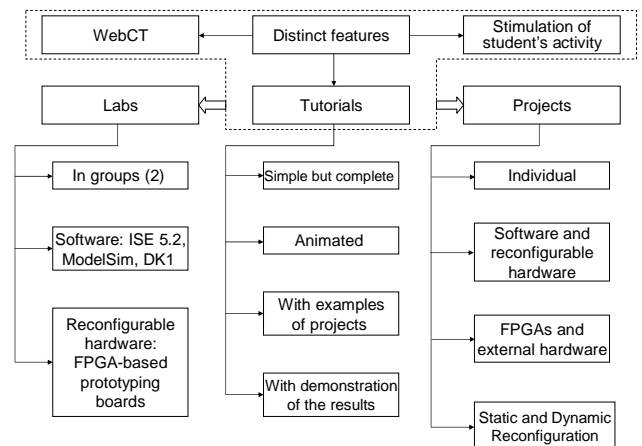 WebCT
Distinct features
Stimulation of
student's activity
Labs
Tutorials
Projects
In groups (2)
Software: ISE 5.2,
ModelSim, DK1
Reconfigurable
hardware:
FPGA-based
prototyping
boards
Simple but complete
Animated
With examples
of projects
With demonstration
of the results
Individual
Software and
reconfigurable
hardware
FPGAs and
external hardware
Static and Dynamic
Reconfiguration